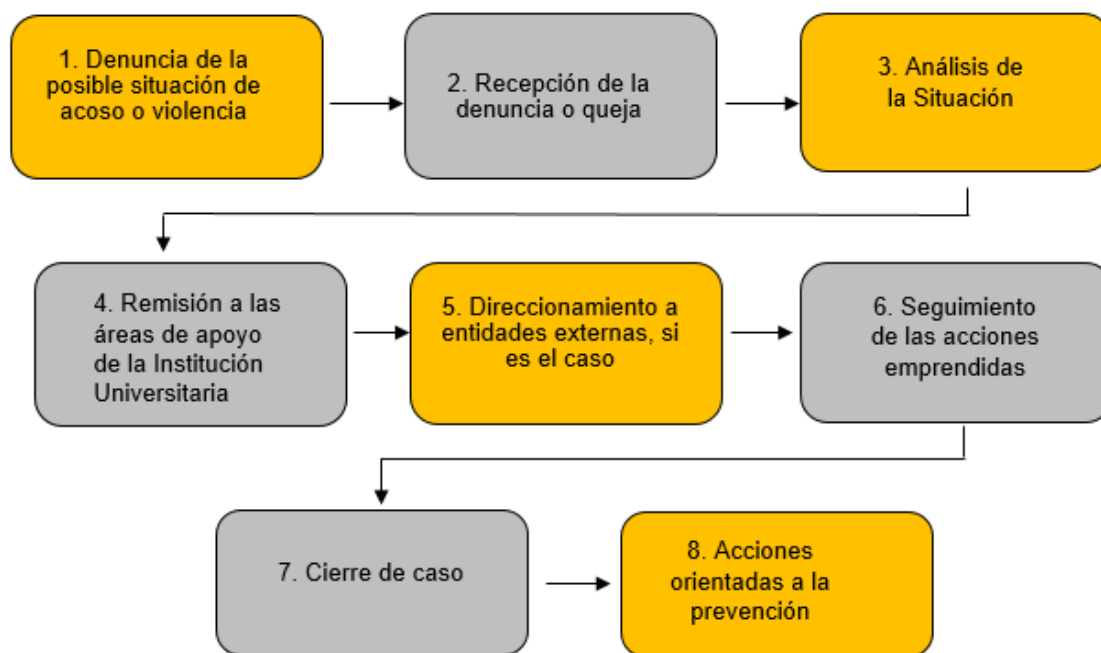 1. Denuncia de la
posible situación de
acoso o violencia
2. Recepción de la
denuncia o queja
3. Análisis de
la Situación
4. Remisión a las
áreas de apoyo
de la Institución
Universitaria
5. Direccionamiento a
entidades externas, si
es el caso
6. Seguimiento
de las acciones
emprendidas
7. Cierre de caso
8. Acciones
orientadas a la
prevención